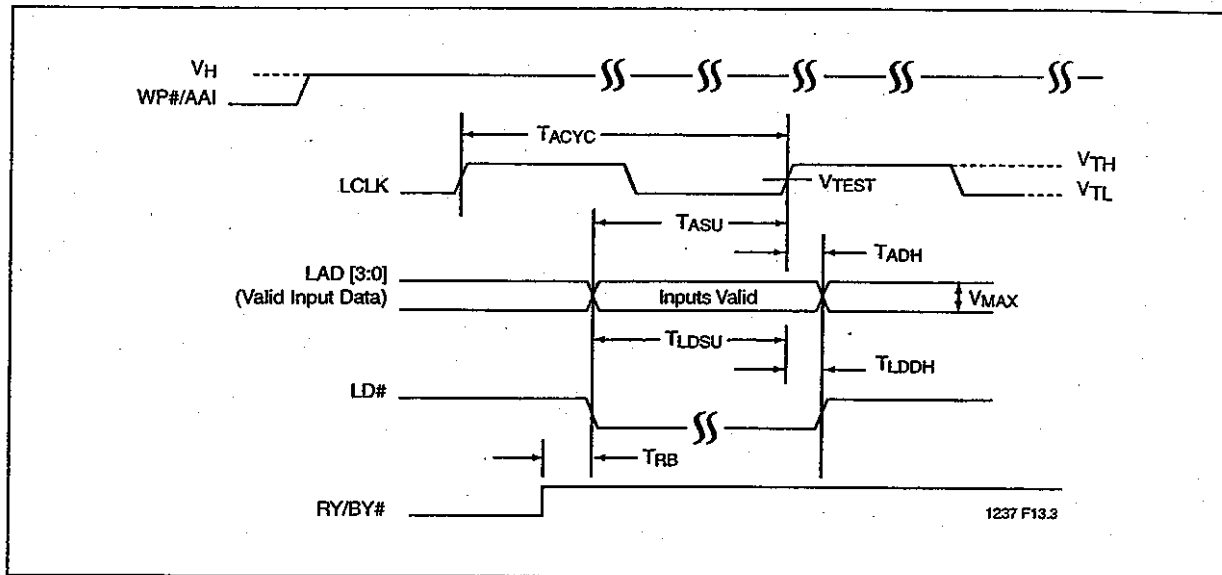 VH
WP#/AAI
TACYC
LCLK
VTEST
VTH
VTL
TASU
TADH
LAD [3:0]
(Valid Input Data)
Inputs Valid
VMAX
TLDSU
TLDDH
LD#
TRB
RY/BY#
1237 F13.3